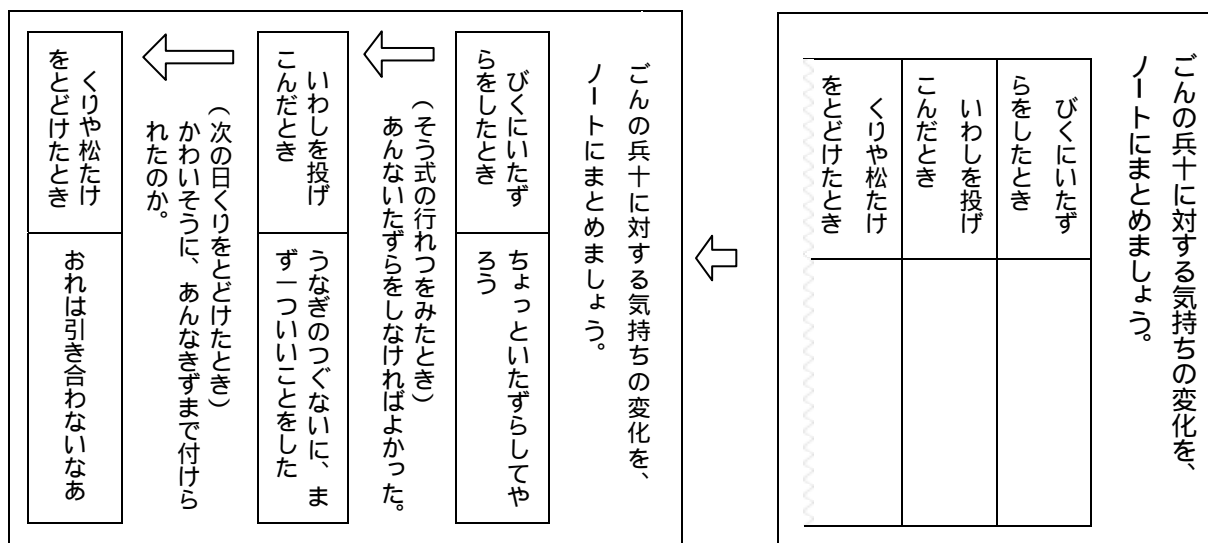 ごんの兵十に対する気持ちの変化を、
ノートにまとめましょう。
びくにいたず
らをしたとき
いわしを投げ
こんだとき
くりや松たけ
をとどけたとき
ごんの兵十に対する気持ちの変化を、
ノートにまとめましょう。
びくにいたず
らをしたとき
ちょっといたずらしてや
ろう
(そう式の行れつをみたとき)
あんないたずらをしなければよかった。
いわしを投げ
こんだとき
うなぎのつぐないに、ま
ず一ついいことをした
(次の日くりをとどけたとき)
かわいそうに、あんなきずまで付けら
れたのか。
くりや松たけ
をとどけたとき
おれは引き合わないなあ